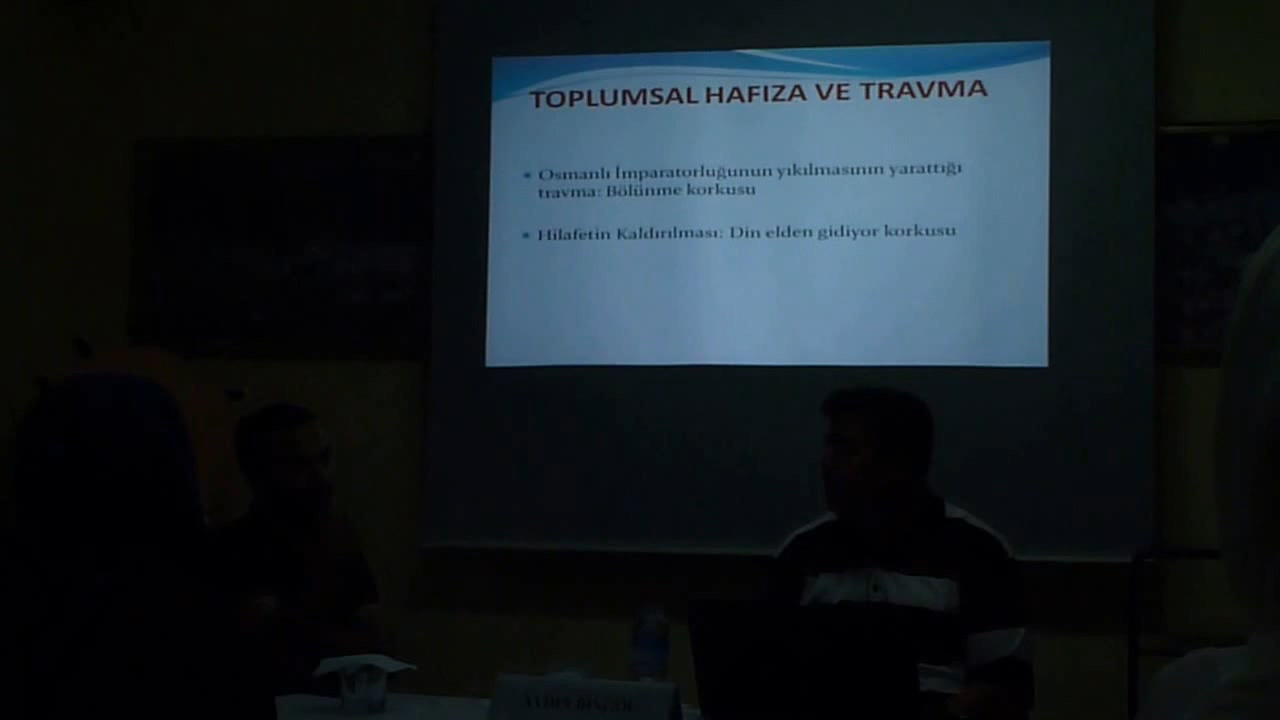 TOPLUMSAL HAFIZA VE TRAVMA
Osmanlı İmparatorluğunun yıkılmasının yarattığı
travma: Bölünme korkusu
Hilafetin Kaldırılması: Din elden gidiyor korkusu